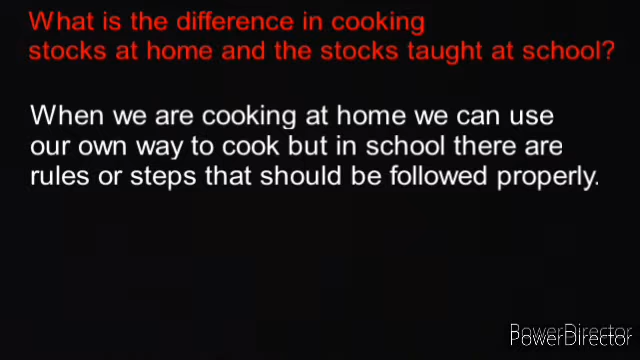 What is the difference in cooking
stocks at home and the stocks taught at school?
When we are cooking at home we can use
our own way to cook but in school there are
rules or steps that should be followed properly.
PowerDirector
PowerDirector